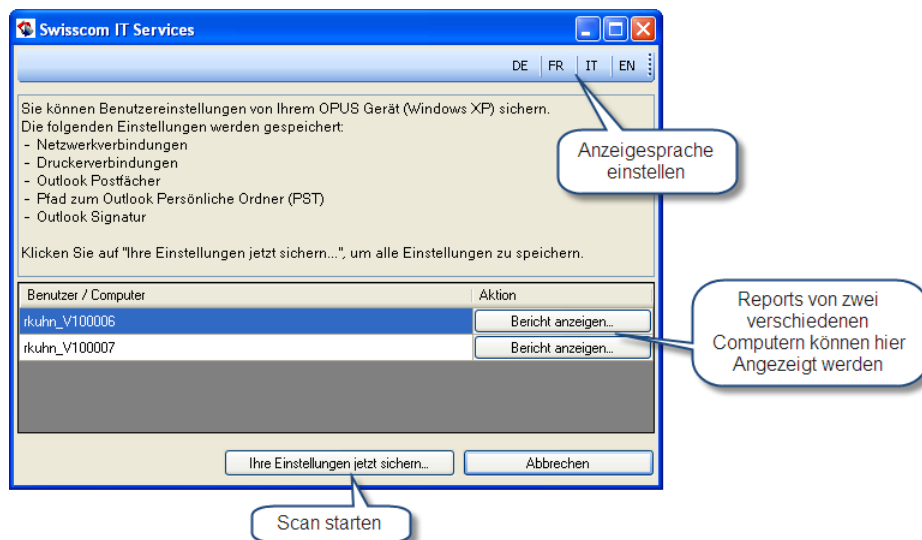 Swisscom IT Services
DE FR IT EN
Sie können Benutzereinstellungen von Ihrem OPUS Gerät (Windows XP) sichern.
Die folgenden Einstellungen werden gespeichert:
- Netzwerkverbindungen
- Druckerverbindungen
- Outlook Postfächer
- Pfad zum Outlook Persönliche Ordner (PST)
- Outlook Signatur
Klicken Sie auf "Ihre Einstellungen jetzt sichern...", um alle Einstellungen zu speichern.
Anzeigesprache
einstellen
Benutzer / Computer Aktion
rkuhn_V100006 Bericht anzeigen...
rkuhn_V100007 Bericht anzeigen...
Reports von zwei
verschiedenen
Computern können hier
Angezeigt werden
Ihre Einstellungen jetzt sichern... Abbrechen
Scan starten